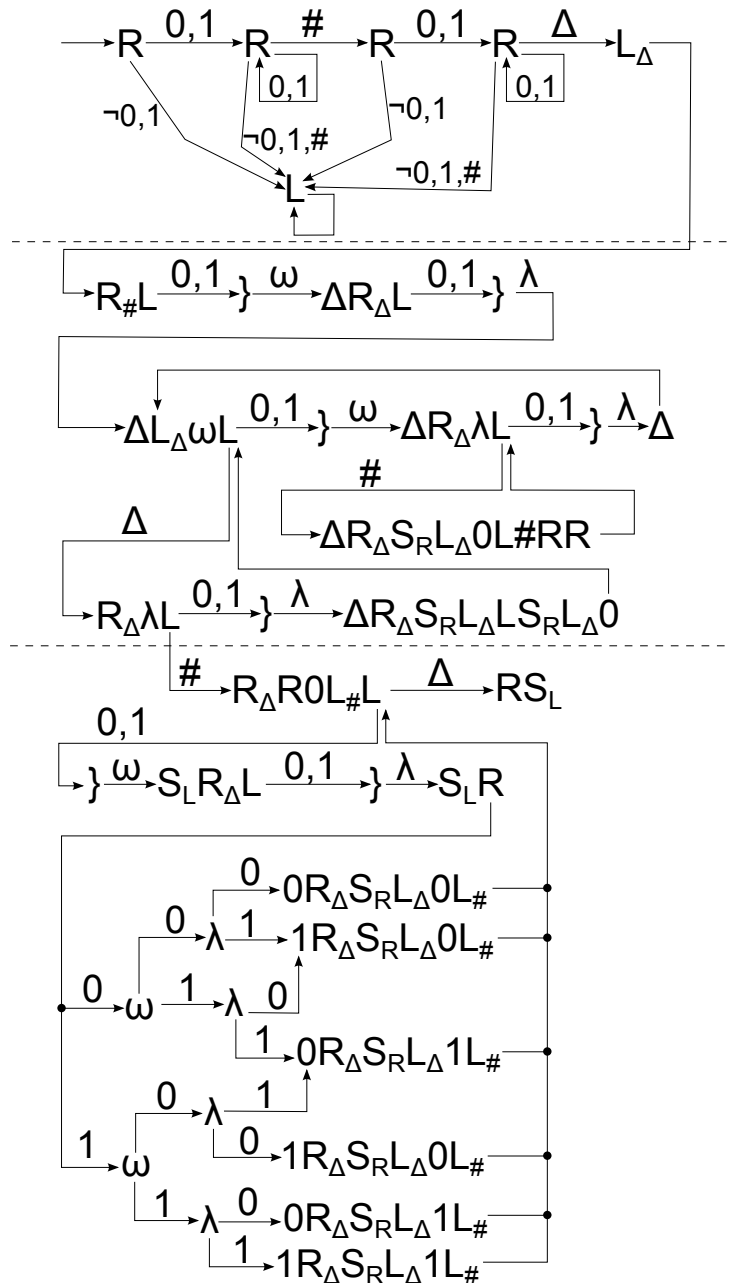 0,1 # 0,1 Δ
R R R R L_Δ
0,1 0,1
¬0,1 ¬0,1
¬0,1,# ¬0,1,#
L
0,1 ω 0,1 λ
R_#L } ΔR_ΔL }
0,1 ω 0,1 λ
ΔL_ΔωL } ΔR_ΔλL } Δ
#
Δ ΔR_ΔS_RL_Δ0L#RR
0,1 λ
R_ΔλL } ΔR_ΔS_RL_ΔLS_RL_Δ0
# Δ
R_ΔR0L_#L RS_L
0,1
ω 0,1 λ
} S_LR_ΔL } S_LR
0 0R_ΔS_RL_Δ0L_#
0 λ 1 1R_ΔS_RL_Δ0L_#
0 ω 1 λ 0
1 0R_ΔS_RL_Δ1L_#
0 λ 1
1 ω 0 1R_ΔS_RL_Δ0L_#
1 λ 0 0R_ΔS_RL_Δ1L_#
1 1R_ΔS_RL_Δ1L_#